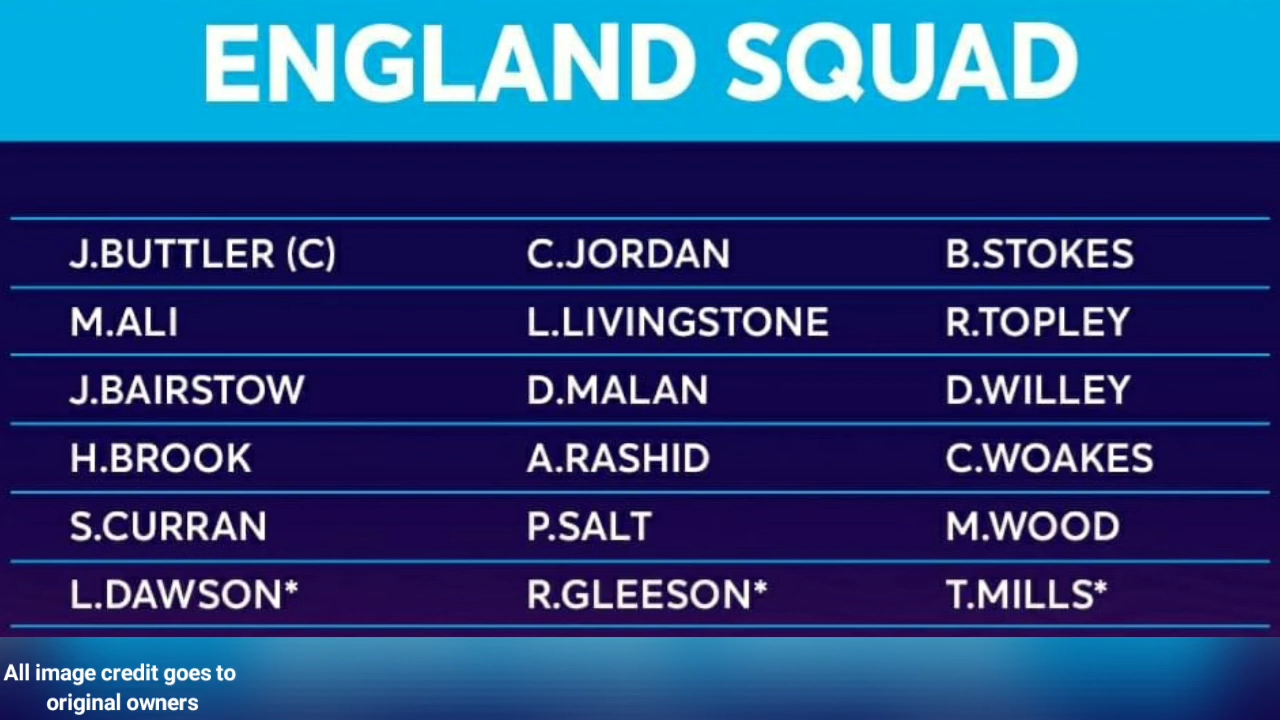 ENGLAND SQUAD
J.BUTTLER (C) C.JORDAN B.STOKES
M.ALI L.LIVINGSTONE R.TOPLEY
J.BAIRSTOW D.MALAN D.WILLEY
H.BROOK A.RASHID C.WOAKES
S.CURRAN P.SALT M.WOOD
L.DAWSON* R.GLEESON* T.MILLS*
All image credit goes to
original owners